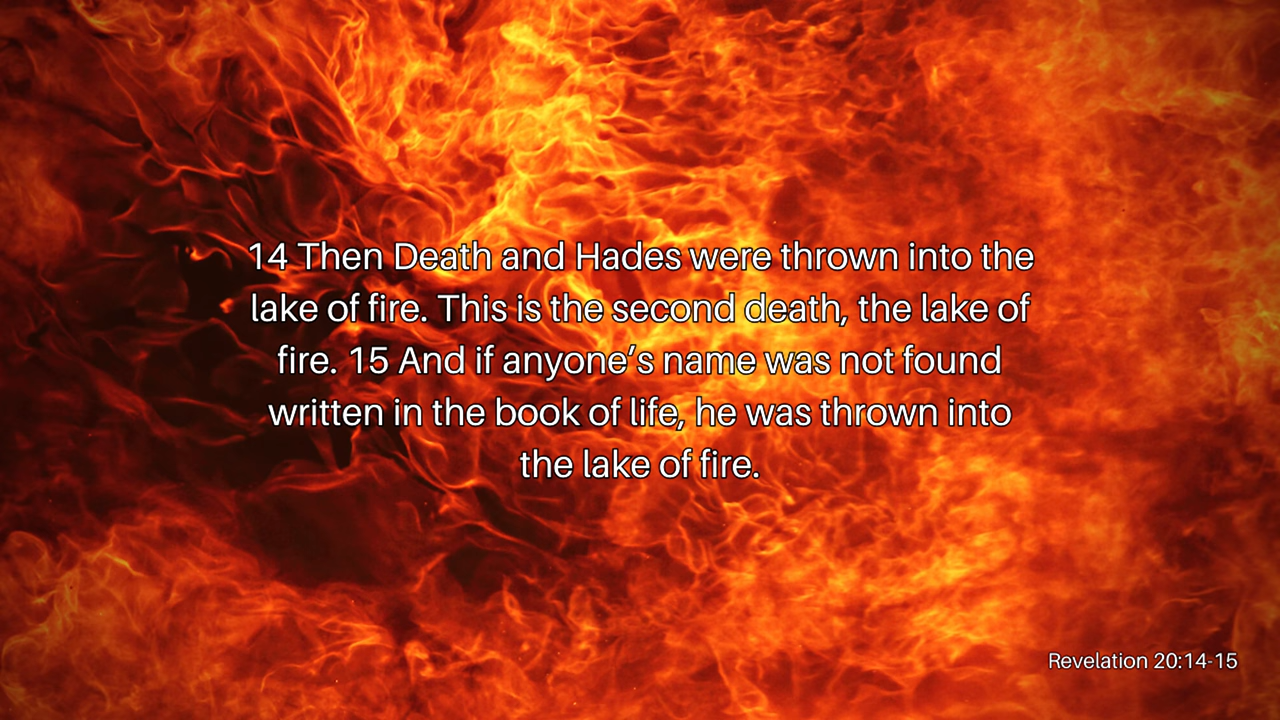 14 Then Death and Hades were thrown into the
lake of fire. This is the second death, the lake of
fire. 15 And if anyone’s name was not found
written in the book of life, he was thrown into
the lake of fire.
Revelation 20:14-15